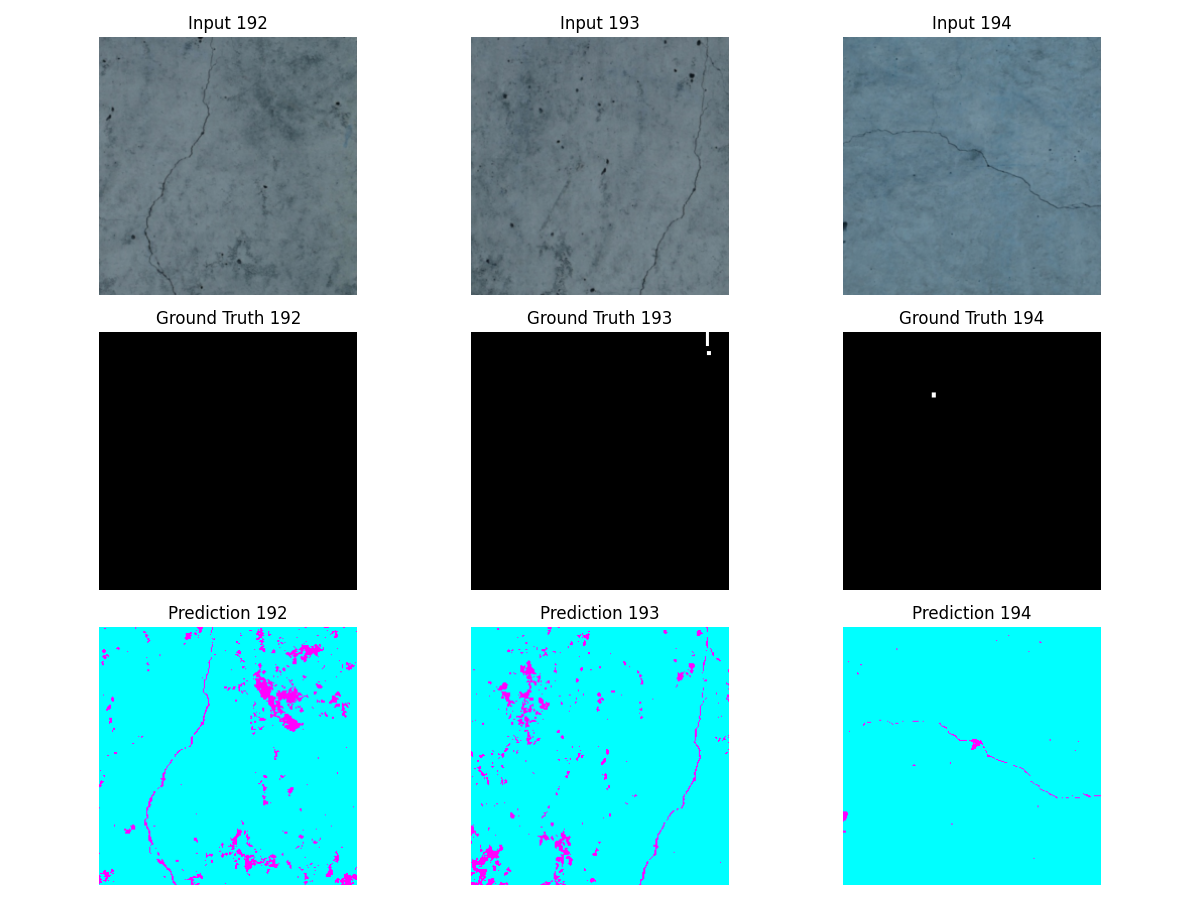 Input 192
Input 193
Input 194
Ground Truth 192
Ground Truth 193
Ground Truth 194
Prediction 192
Prediction 193
Prediction 194